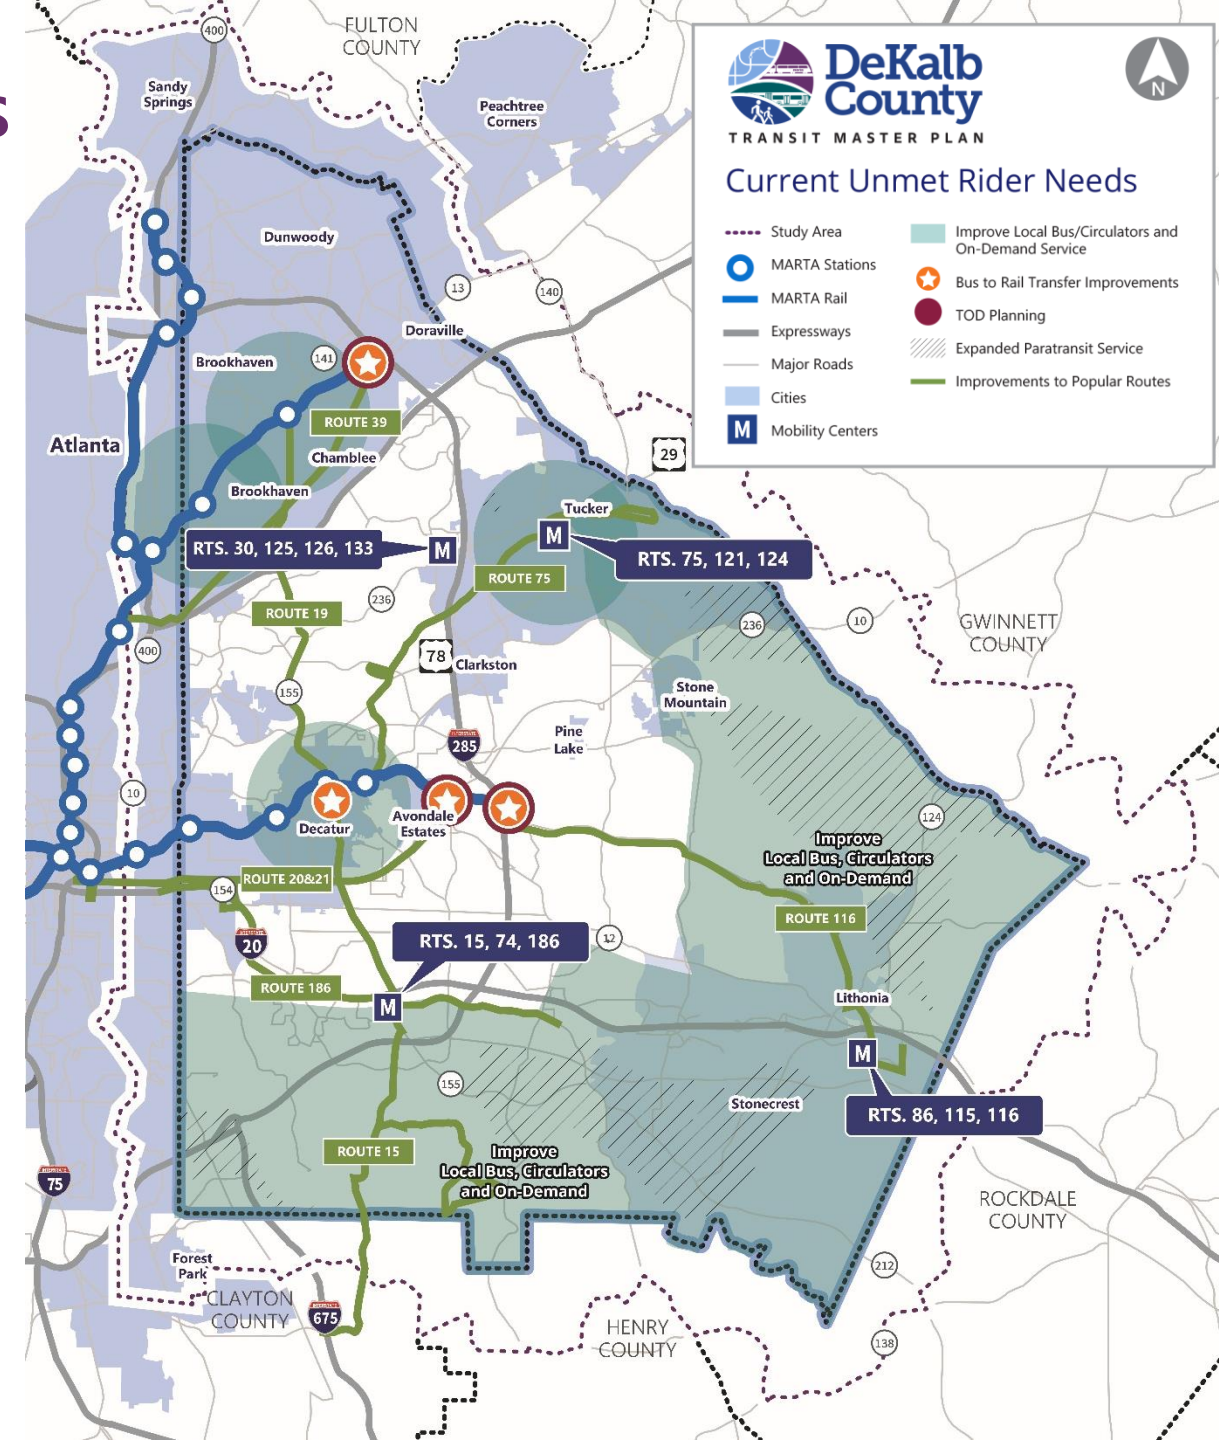 s
FULTON
COUNTY
400
Sandy
Springs
Peachtree
Corners
DeKalb
County
TRANSIT MASTER PLAN
N
Current Unmet Rider Needs
Study Area
MARTA Stations
MARTA Rail
Expressways
Major Roads
Cities
M
Mobility Centers
Improve Local Bus/Circulators and
On-Demand Service
Bus to Rail Transfer Improvements
TOD Planning
Expanded Paratransit Service
Improvements to Popular Routes
Dunwoody
13
140
Doraville
Brookhaven
141
ROUTE 39
Atlanta
Chamblee
29
Brookhaven
Tucker
RTS. 30, 125, 126, 133
M
M
RTS. 75, 121, 124
ROUTE 75
236
ROUTE 19
236
10
GWINNETT
COUNTY
400
78
Clarkston
155
Stone
Mountain
285
Pine
Lake
10
124
Decatur
Avondale
Estates
Improve
Local Bus, Circulators
and On-Demand
ROUTE 20&21
154
ROUTE 116
20
RTS. 15, 74, 186
12
ROUTE 186
M
Lithonia
M
155
Stonecrest
RTS. 86, 115, 116
ROUTE 15
Improve
Local Bus, Circulators
and On-Demand
75
ROCKDALE
COUNTY
Forest
Park
212
CLAYTON
COUNTY
675
HENRY
COUNTY
138